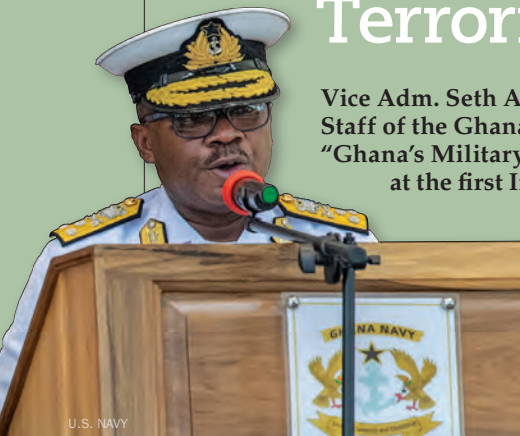 Terror
Vice Adm. Seth A
Staff of the Ghana
“Ghana’s Military
at the first I
GHANA NAVY
U.S. NAVY